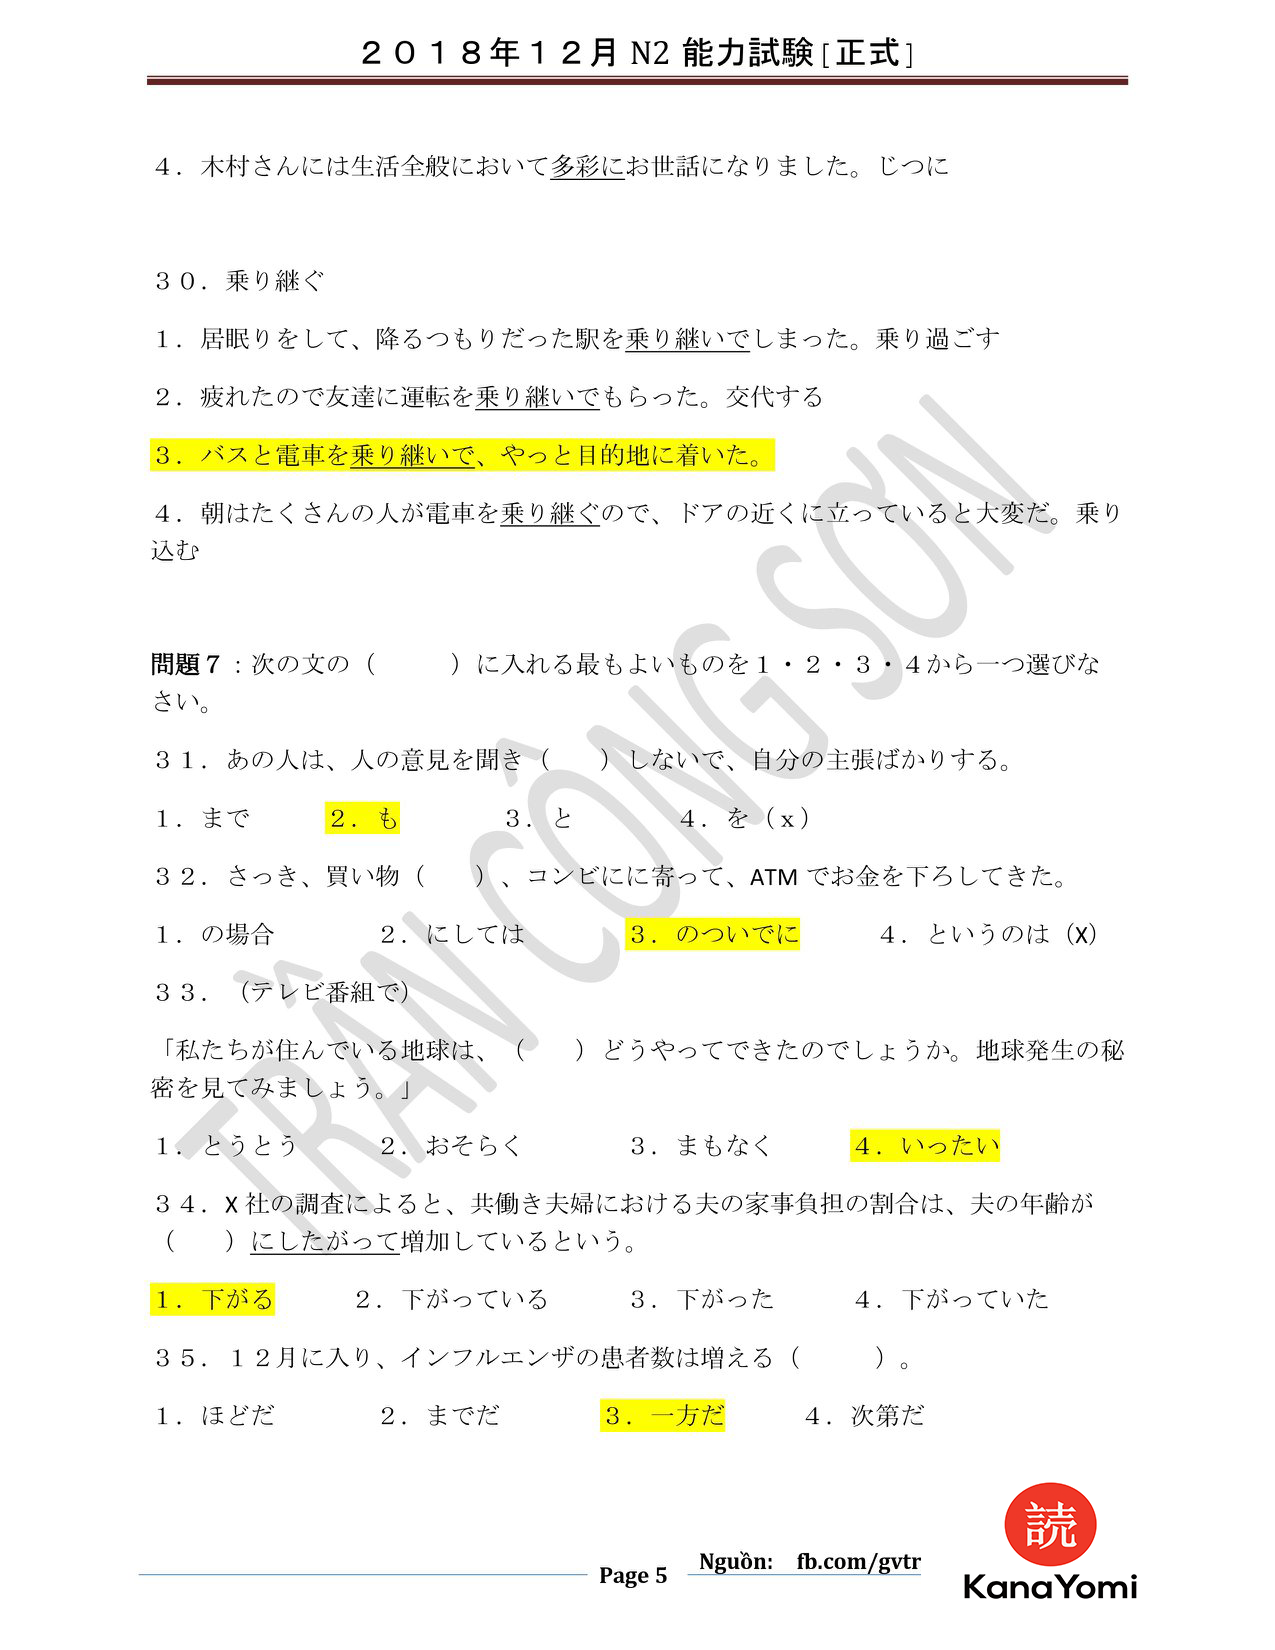 ２０１８年１２月 N2 能力試験 [正式]
４．木村さんには生活全般において多彩にお世話になりました。じつに
３０．乗り継ぐ
１．居眠りをして、降るつもりだった駅を乗り継いでしまった。乗り過ごす
２．疲れたので友達に運転を乗り継いでもらった。交代する
３．バスと電車を乗り継いで、やっと目的地に着いた。
４．朝はたくさんの人が電車を乗り継ぐので、ドアの近くに立っていると大変だ。乗り
込む
問題７：次の文の（　　　）に入れる最もよいものを１・２・３・４から一つ選びな
さい。
３１．あの人は、人の意見を聞き（　　）しないで、自分の主張ばかりする。
１．まで　　　２．も　　　　３．と　　　　４．を（ｘ）
３２．さっき、買い物（　　）、コンビにに寄って、ATM でお金を下ろしてきた。
１．の場合　　　　２．にしては　　　　３．のついでに　　　４．というのは（X）
３３．（テレビ番組で）
「私たちが住んでいる地球は、（　　）どうやってできたのでしょうか。地球発生の秘
密を見てみましょう。」
１．とうとう　　　２．おそらく　　　　３．まもなく　　　４．いったい
３４．X 社の調査によると、共働き夫婦における夫の家事負担の割合は、夫の年齢が
（　　）にしたがって増加しているという。
１．下がる　　　２．下がっている　　　３．下がった　　　４．下がっていた
３５．１２月に入り、インフルエンザの患者数は増える（　　　）。
１．ほどだ　　　　２．までだ　　　　３．一方だ　　　４．次第だ
TRẦN CÔNG SƠN
読
Page 5 Nguồn: fb.com/gvtr
KanaYomi